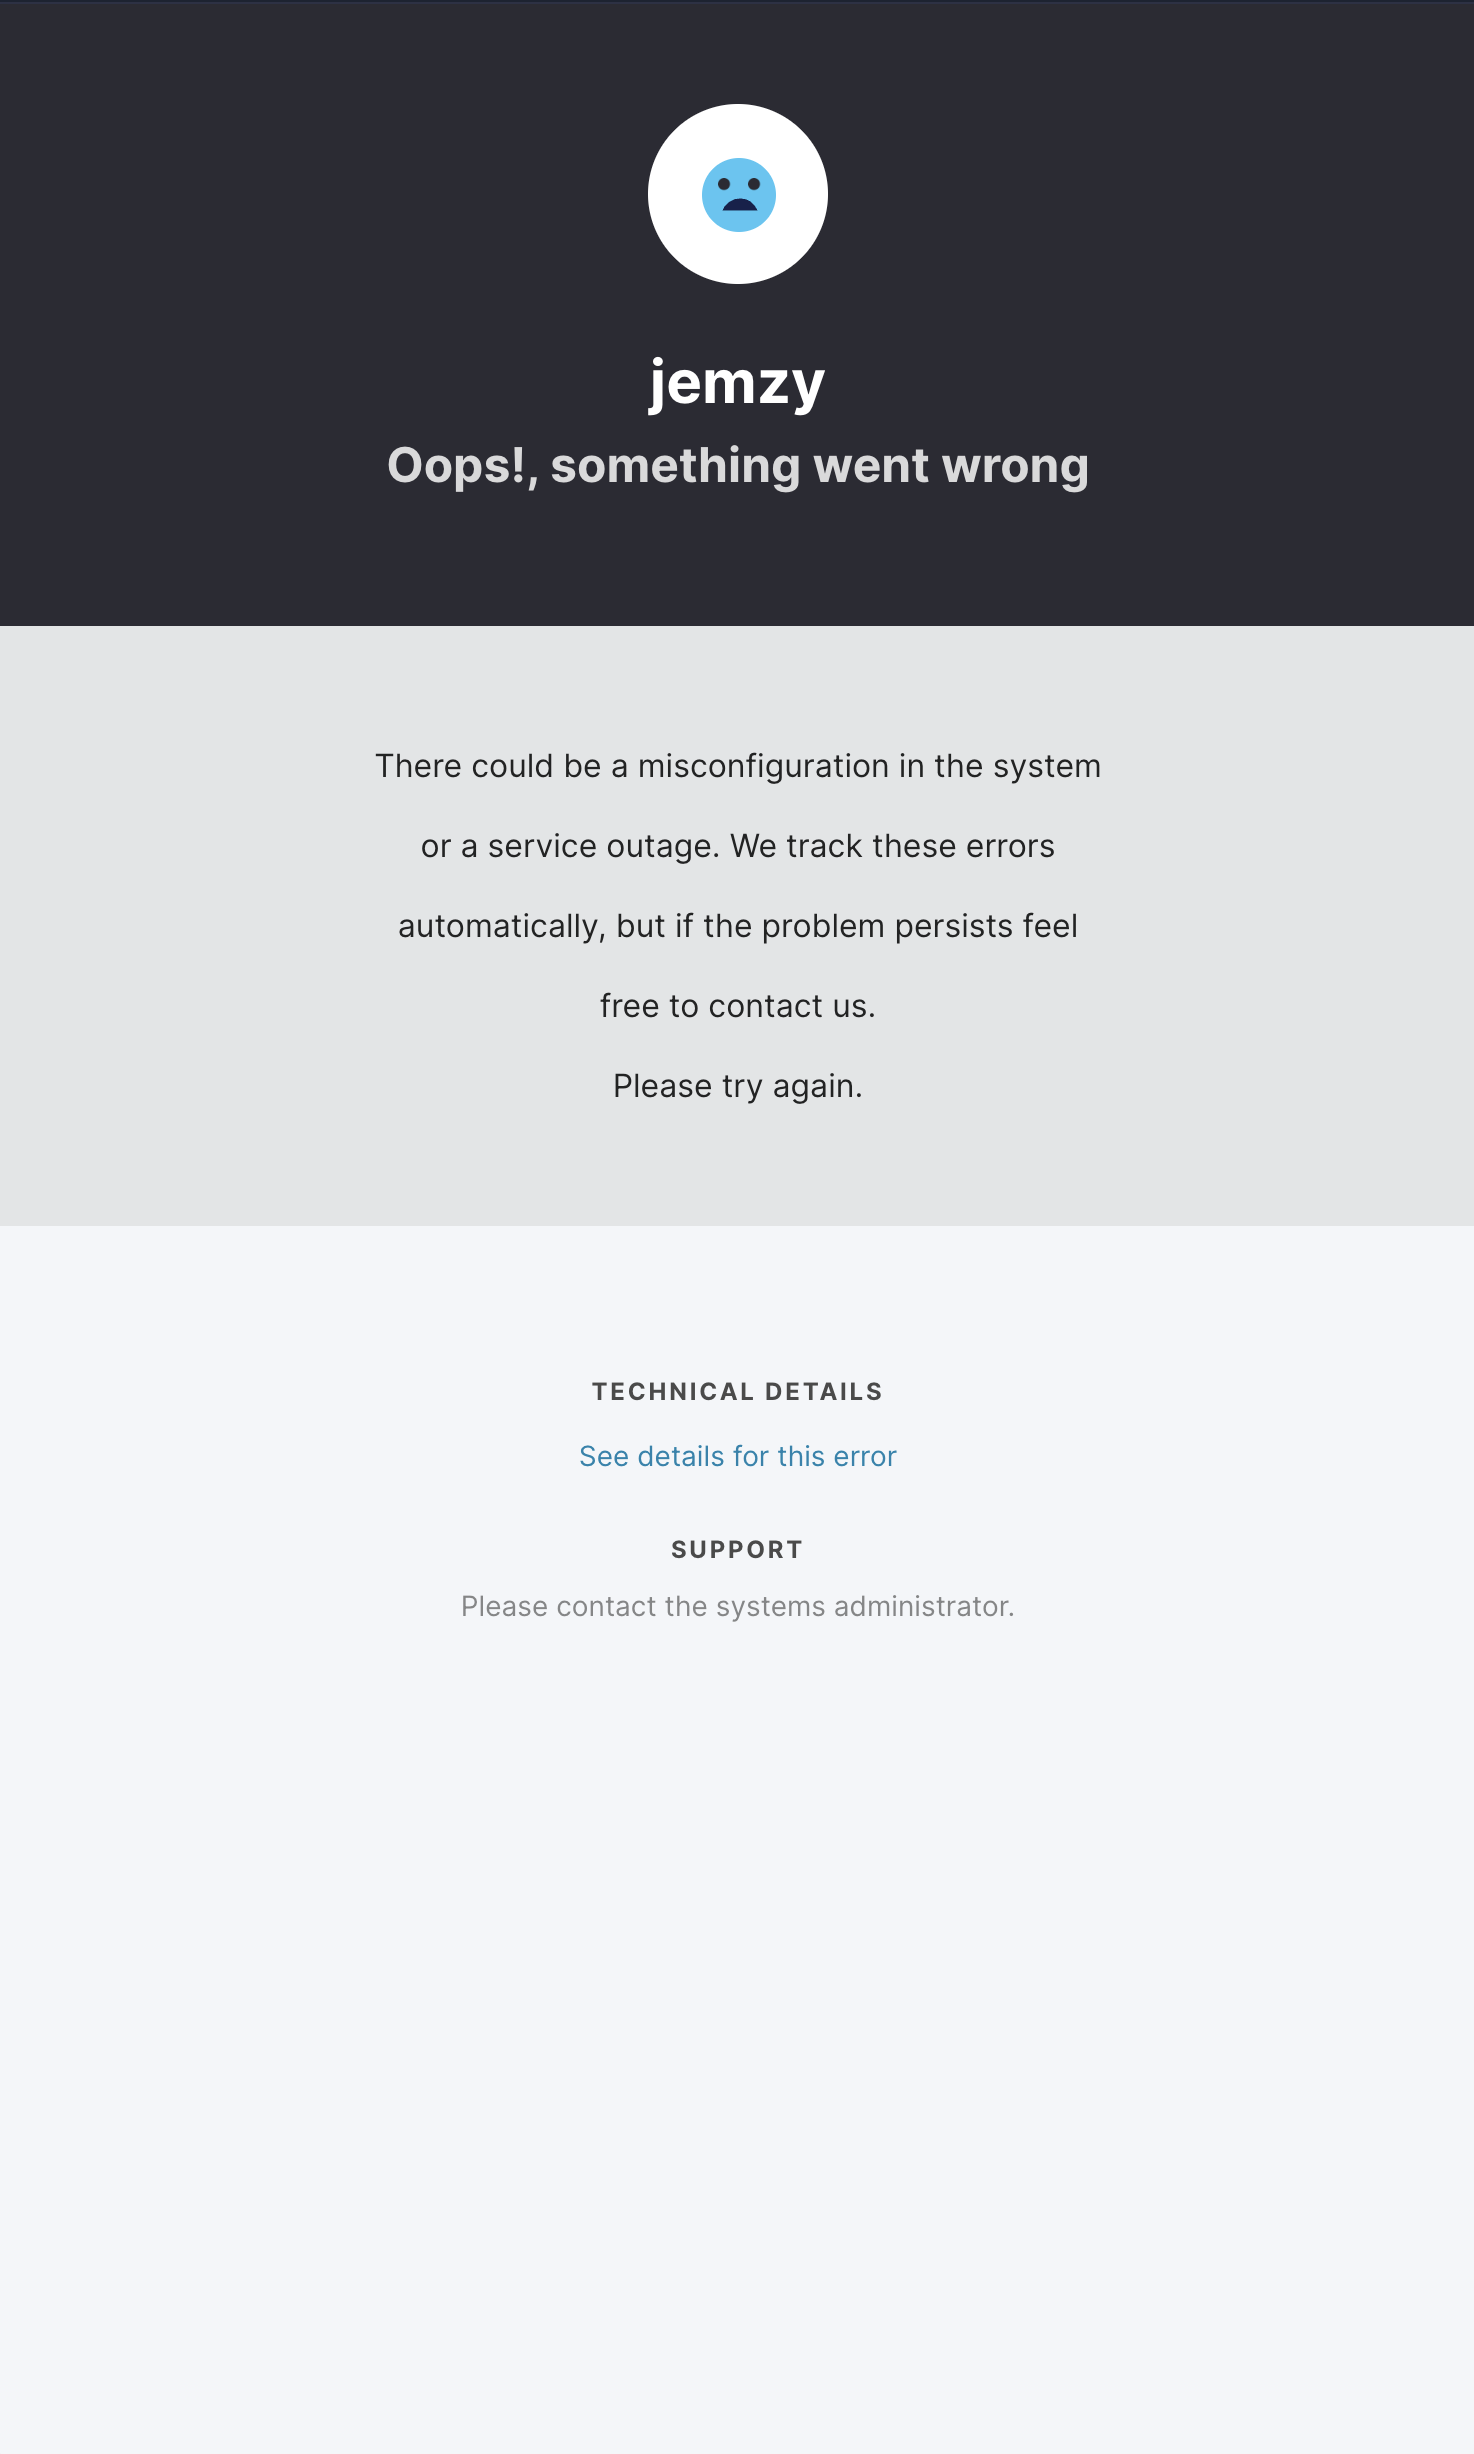 jemzy
Oops!, something went wrong
There could be a misconfiguration in the system
or a service outage. We track these errors
automatically, but if the problem persists feel
free to contact us.
Please try again.
TECHNICAL DETAILS
See details for this error
SUPPORT
Please contact the systems administrator.